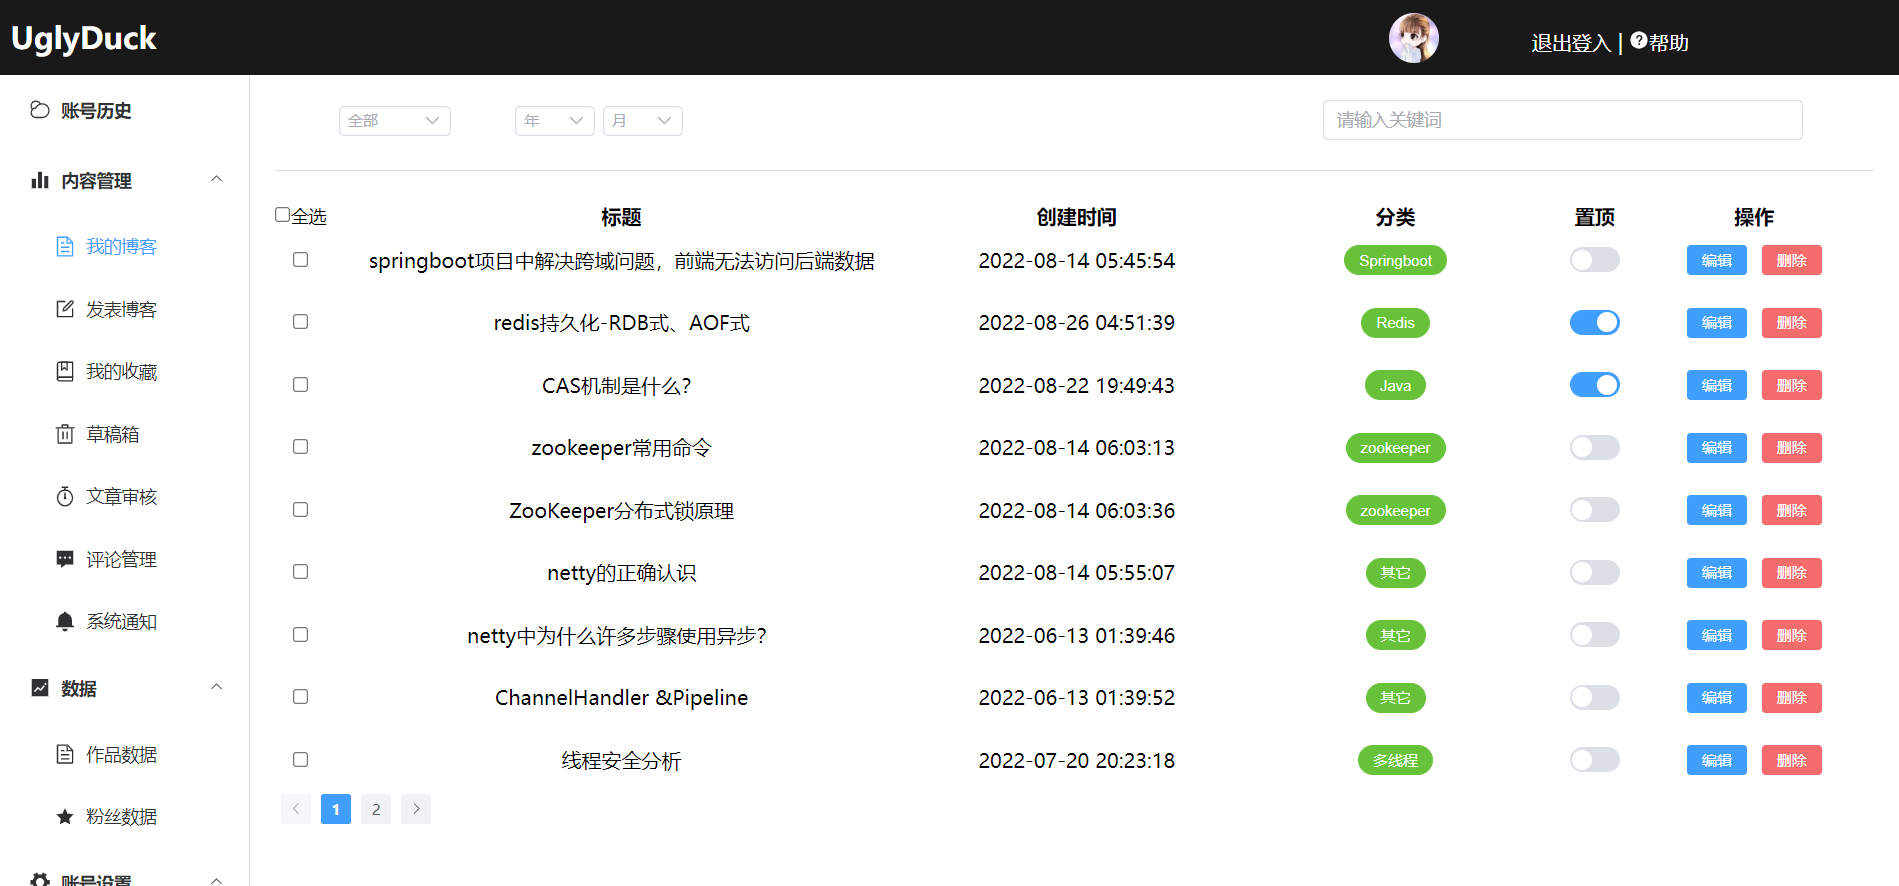 UglyDuck
退出登入 | 帮助
账号历史
内容管理
我的博客
发表博客
我的收藏
草稿箱
文章审核
评论管理
系统通知
数据
作品数据
粉丝数据
账号设置
全部 年 月 请输入关键词
全选 标题 创建时间 分类 置顶 操作
springboot项目中解决跨域问题，前端无法访问后端数据 2022-08-14 05:45:54 Springboot 编辑 删除
redis持久化-RDB式、AOF式 2022-08-26 04:51:39 Redis 编辑 删除
CAS机制是什么？ 2022-08-22 19:49:43 Java 编辑 删除
zookeeper常用命令 2022-08-14 06:03:13 zookeeper 编辑 删除
ZooKeeper分布式锁原理 2022-08-14 06:03:36 zookeeper 编辑 删除
netty的正确认识 2022-08-14 05:55:07 其它 编辑 删除
netty中为什么许多步骤使用异步？ 2022-06-13 01:39:46 其它 编辑 删除
ChannelHandler &Pipeline 2022-06-13 01:39:52 其它 编辑 删除
线程安全分析 2022-07-20 20:23:18 多线程 编辑 删除
1 2